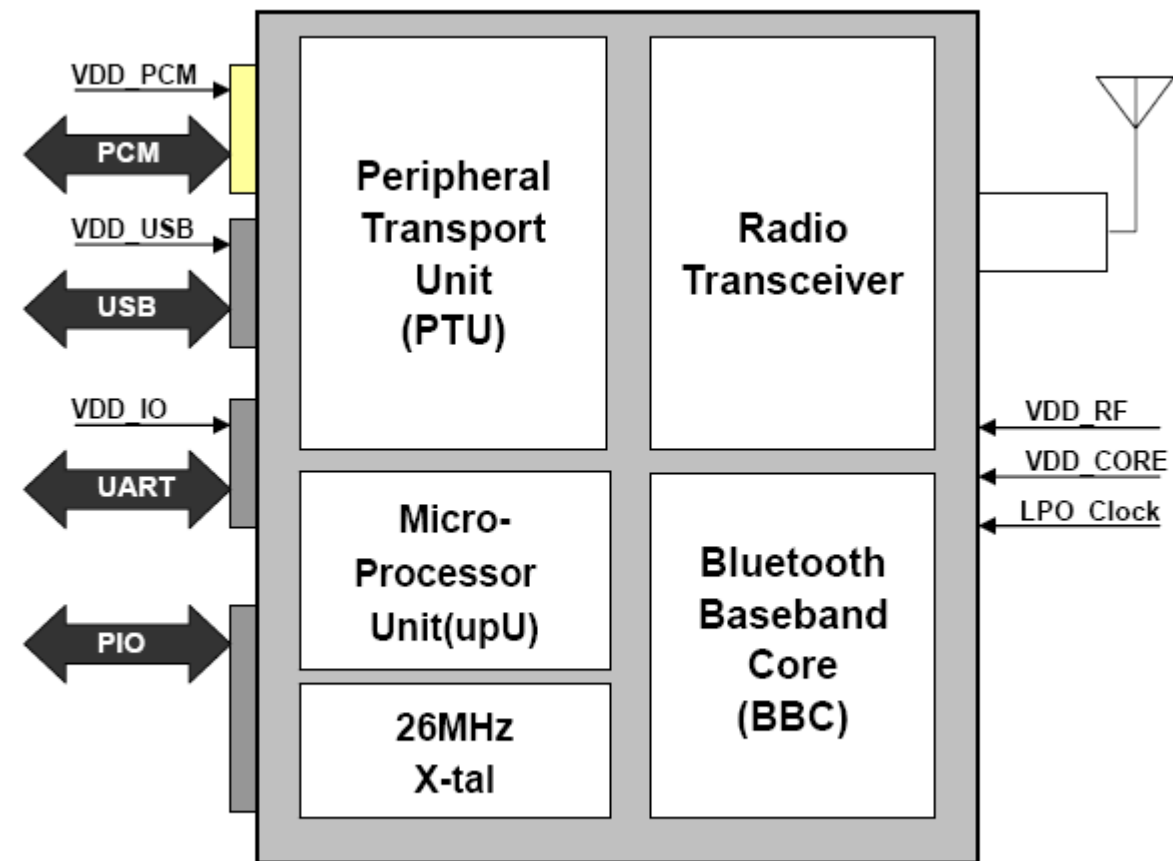 VDD_PCM
PCM
VDD_USB
USB
VDD_IO
UART
PIO
Peripheral
Transport
Unit
(PTU)
Micro-
Processor
Unit(upU)
26MHz
X-tal
Radio
Transceiver
Bluetooth
Baseband
Core
(BBC)
VDD_RF
VDD_CORE
LPO_Clock